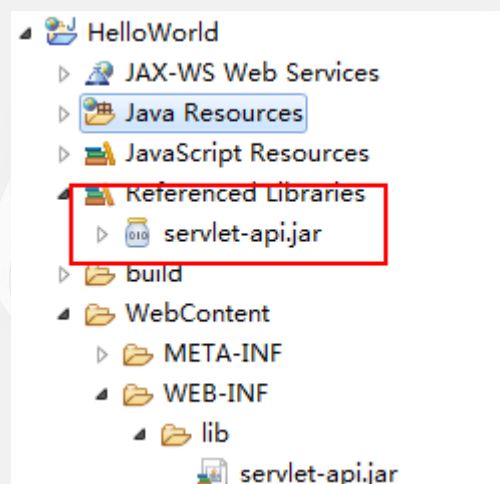 HelloWorld
JAX-WS Web Services
Java Resources
JavaScript Resources
Referenced Libraries
servlet-api.jar
build
WebContent
META-INF
WEB-INF
lib
servlet-api.jar